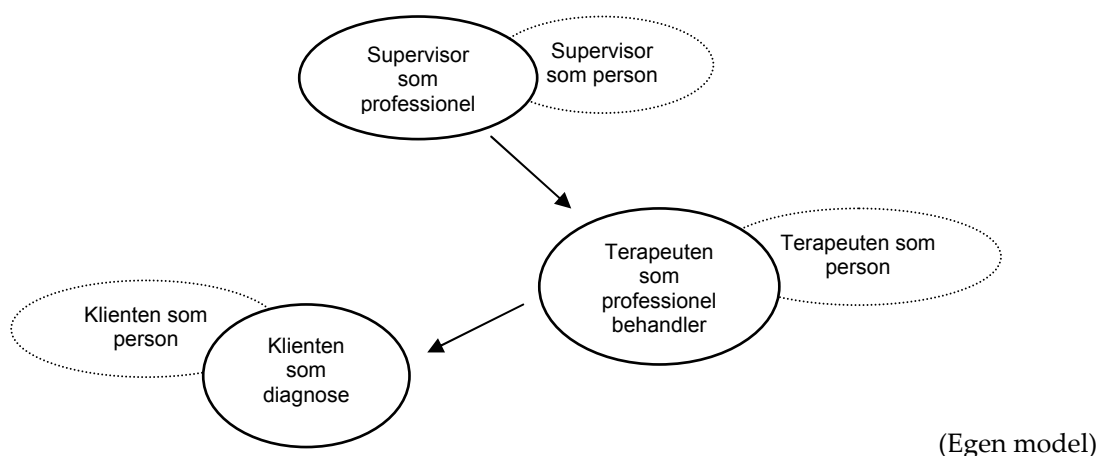 Supervisor
som
professionel
Supervisor
som person
Terapeuten
som
professionel
behandler
Terapeuten som
person
Klienten som
person
Klienten
som
diagnose
(Egen model)